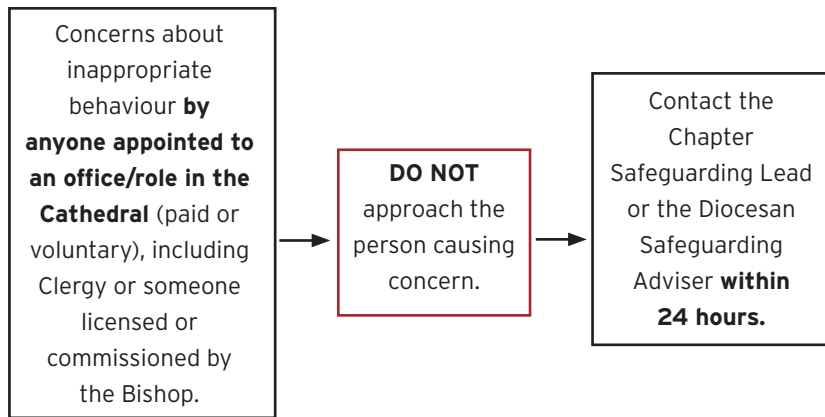 Concerns about
inappropriate
behaviour by
anyone appointed to
an office/role in the
Cathedral (paid or
voluntary), including
Clergy or someone
licensed or
commissioned by
the Bishop.
DO NOT
approach the
person causing
concern.
Contact the
Chapter
Safeguarding Lead
or the Diocesan
Safeguarding
Adviser within
24 hours.